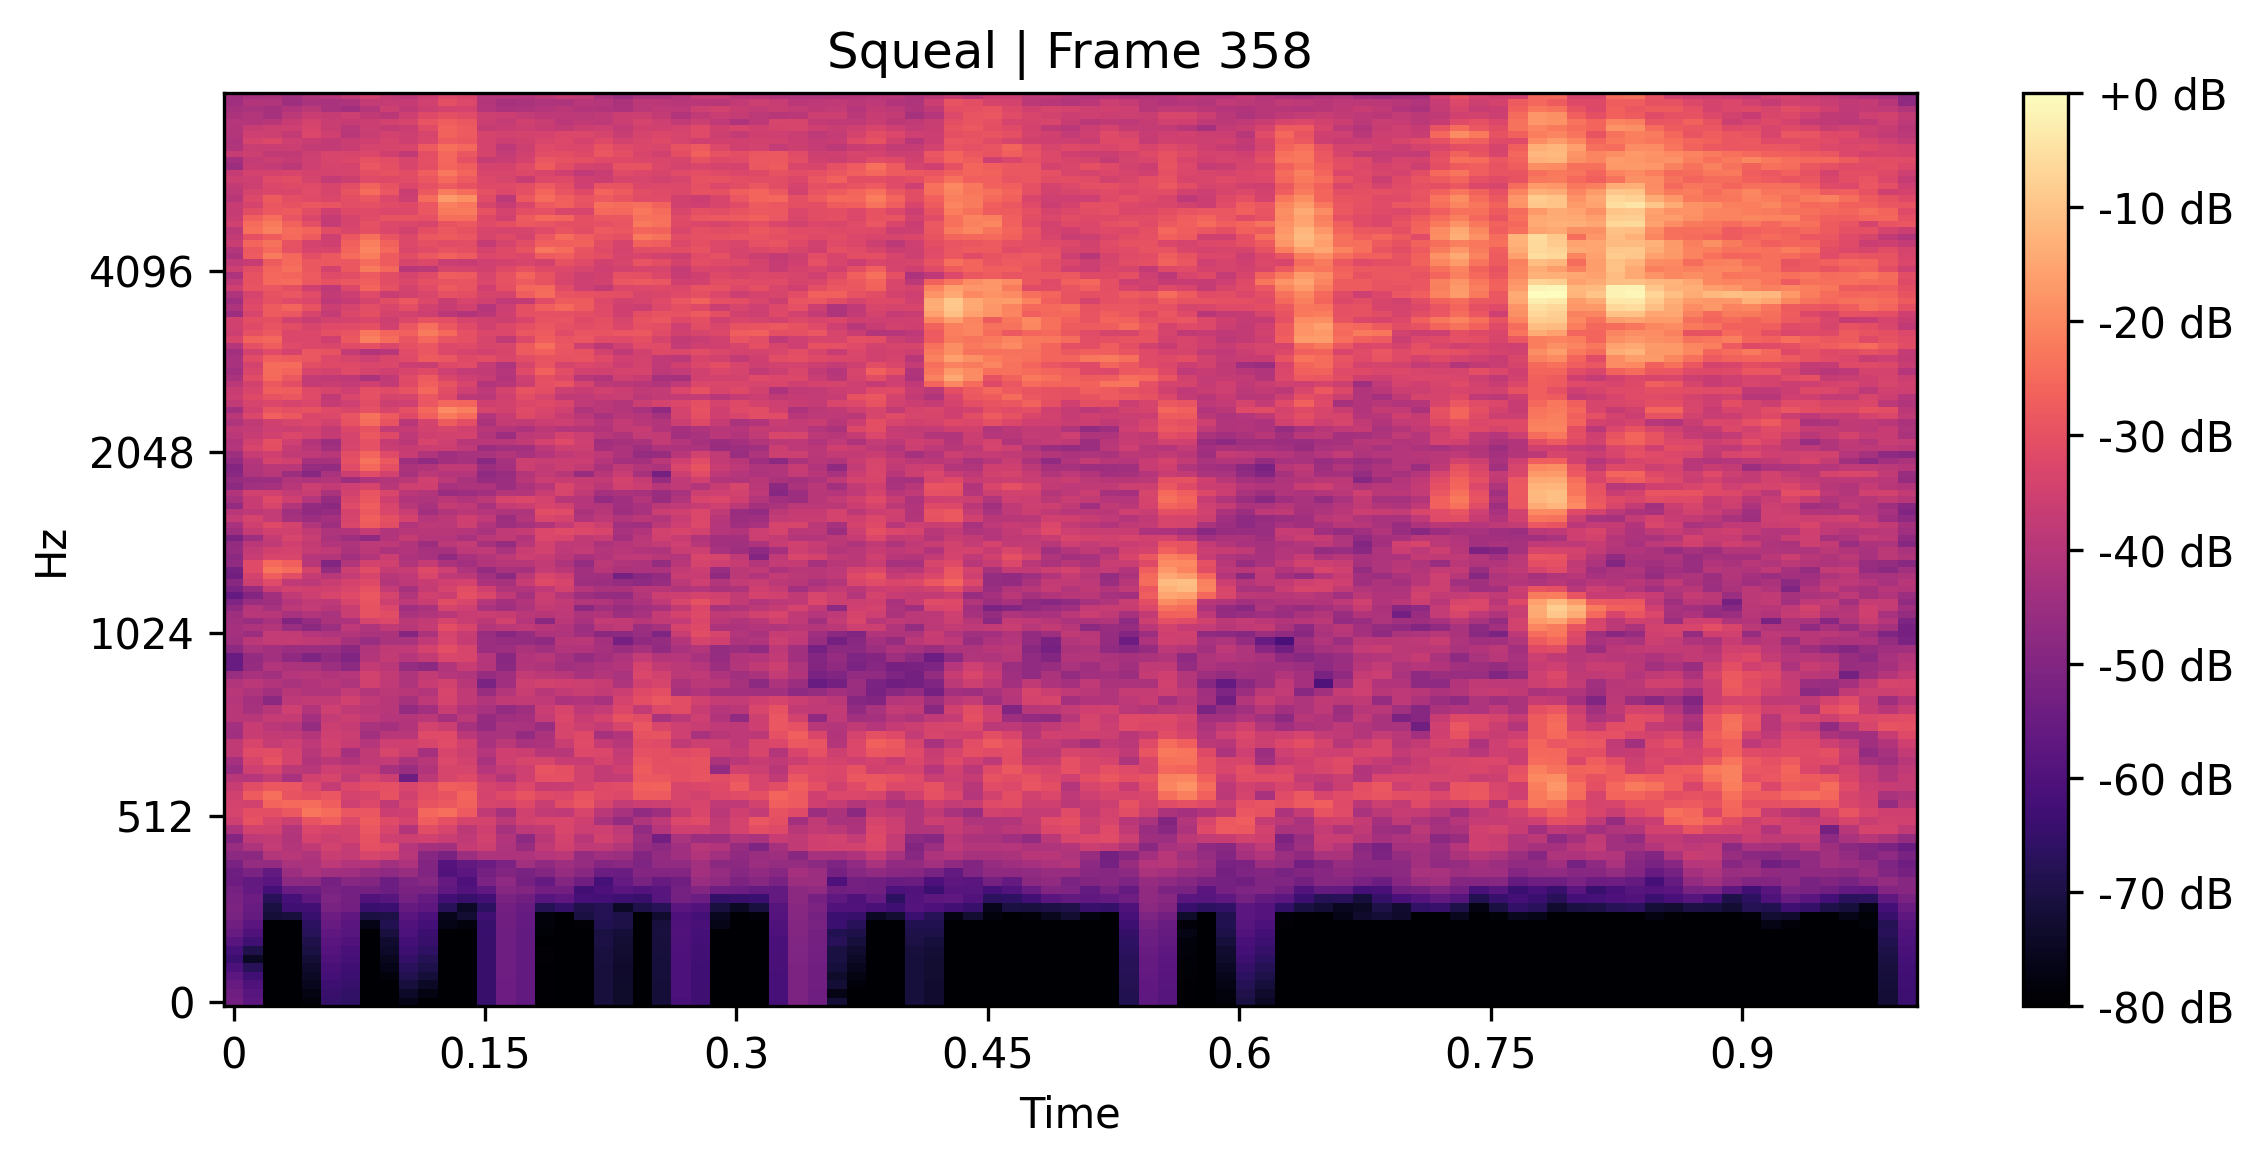 Squeal | Frame 358
+0 dB
-10 dB
-20 dB
-30 dB
-40 dB
-50 dB
-60 dB
-70 dB
-80 dB
Hz
4096
2048
1024
512
0
0 0.15 0.3 0.45 0.6 0.75 0.9
Time